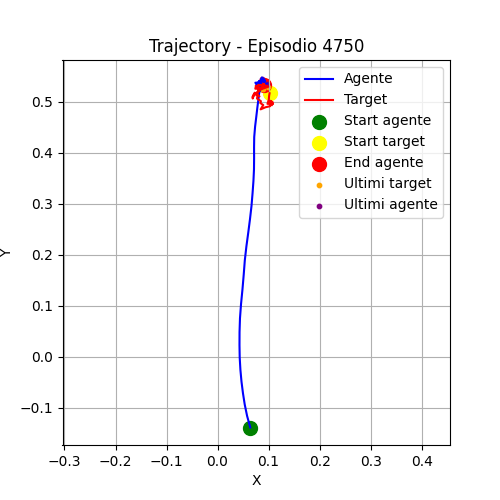 Trajectory - Episodio 4750
Agente
Target
Start agente
Start target
End agente
Ultimi target
Ultimi agente
Y
0.5
0.4
0.3
0.2
0.1
0.0
−0.1
−0.3
−0.2
−0.1
0.0
0.1
0.2
0.3
0.4
X